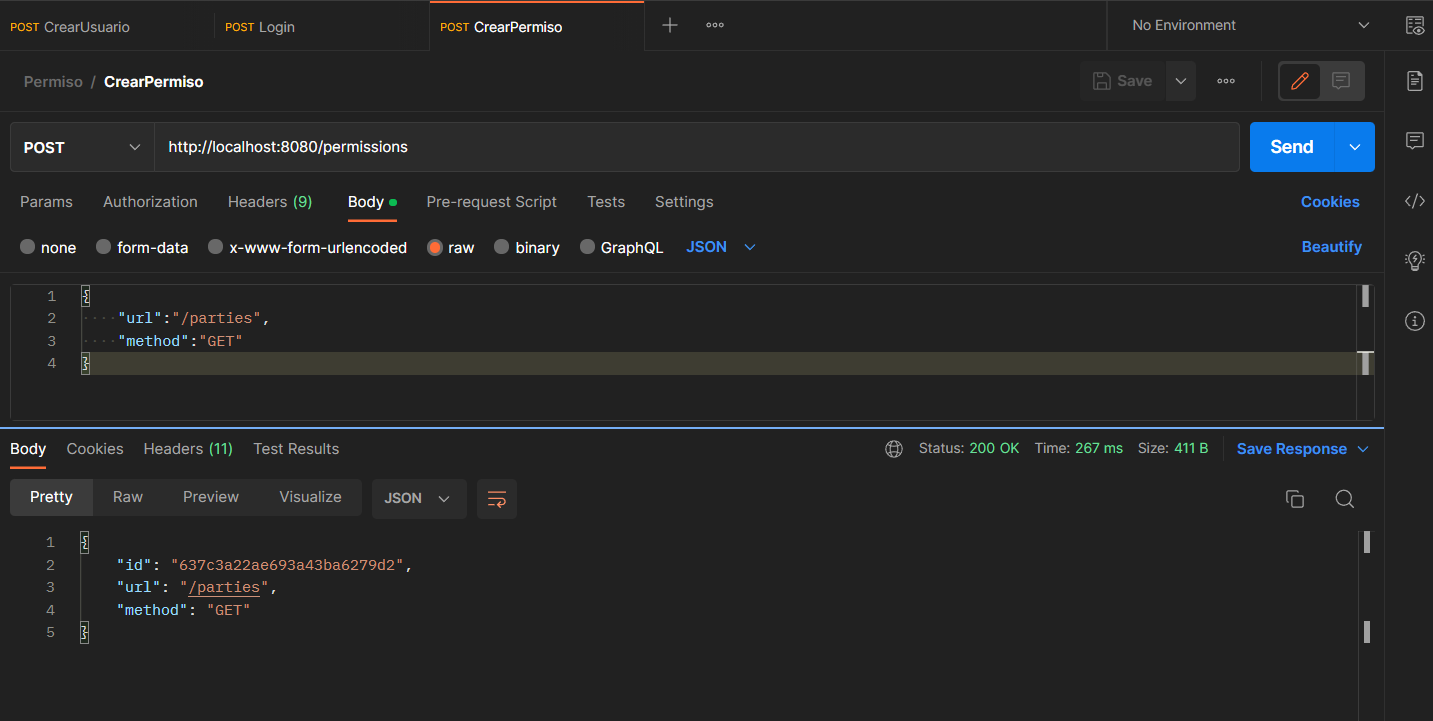 POST CrearUsuario POST Login POST CrearPermiso No Environment
Permiso / CrearPermiso Save
POST http://localhost:8080/permissions Send
Params Authorization Headers (9) Body Pre-request Script Tests Settings Cookies
none form-data x-www-form-urlencoded raw binary GraphQL JSON Beautify
1 {
2 "url":"/parties",
3 "method":"GET"
4 }
Body Cookies Headers (11) Test Results Status: 200 OK Time: 267 ms Size: 411 B Save Response
Pretty Raw Preview Visualize JSON
1 {
2 "id": "637c3a22ae693a43ba6279d2",
3 "url": "/parties",
4 "method": "GET"
5 }